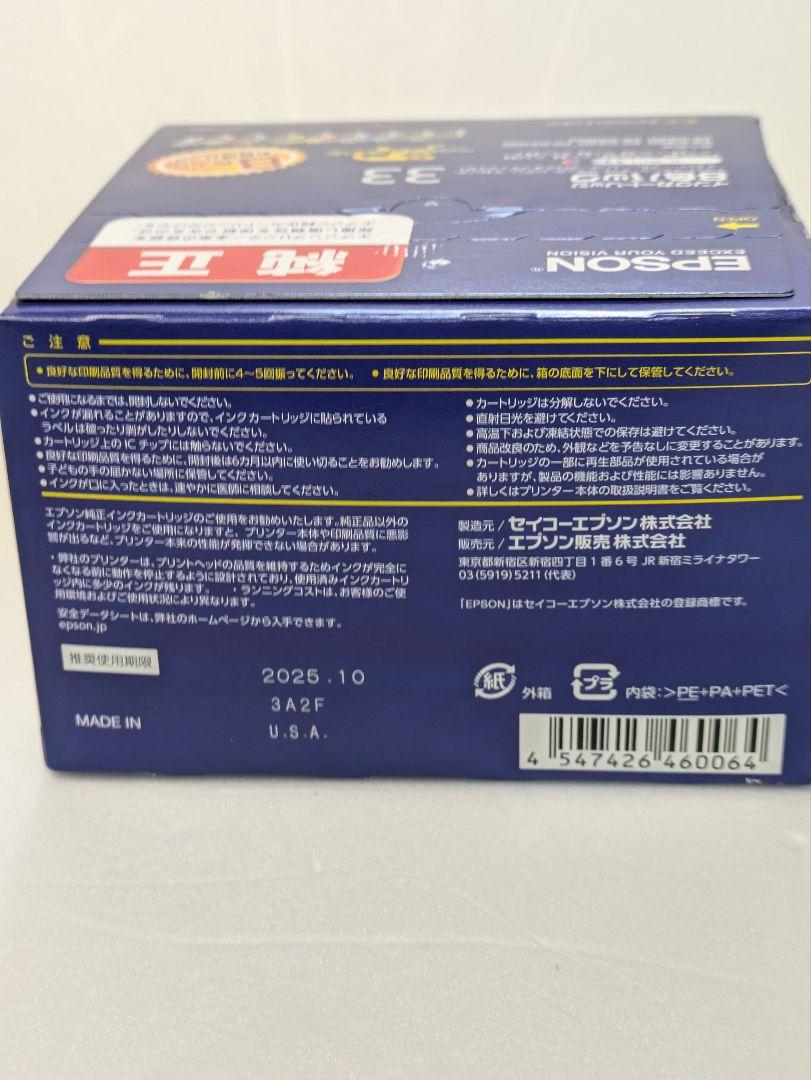 EPSON
EXCEED YOUR VISION
純正
OPEN
33
インクカートリッジ
8色パック
ご注意
●良好な印刷品質を得るために、開封前に4~5回振ってください。 ●良好な印刷品質を得るために、箱の底面を下にして保管してください。
●ご使用になるまでは、開封しないでください。
●インクが漏れることがありますので、インクカートリッジに貼られている
ラベルは破ったり剥がしたりしないでください。
●カートリッジ上のICチップには触らないでください。
●良好な印刷品質を得るために、開封後は6カ月以内に使い切ることをお勧めします。
●子どもの手の届かない場所に保管してください。
●インクが口に入ったときは、速やかに医師に相談してください。
●カートリッジは分解しないでください。
●直射日光を避けてください。
●高温下および凍結状態での保存は避けてください。
●商品改良のため、外観などを予告なしに変更することがあります。
●カートリッジの一部に再生部品が使用されている場合が
ありますが、製品の機能および性能には影響ありません。
●詳しくはプリンター本体の取扱説明書をご覧ください。
エプソン純正インクカートリッジのご使用をお勧めいたします。純正品以外の
インクカートリッジをご使用になりますと、プリンター本体や印刷品質に悪影
響が出るなど、プリンター本来の性能が発揮できない場合があります。
・弊社のプリンターは、プリントヘッドの品質を維持するためインクが完全に
なくなる前に動作を停止するように設計されており、使用済みインクカートリ
ッジ内に多少のインクが残ります。 ・ランニングコストは、お客様のご使
用環境およびご使用状況により異なります。
安全データシートは、弊社のホームページから入手できます。
epson.jp
製造元/セイコーエプソン株式会社
販売元/エプソン販売株式会社
東京都新宿区新宿四丁目1番6号 JR新宿ミライナタワー
03(5919)5211(代表)
「EPSON」はセイコーエプソン株式会社の登録商標です。
推奨使用期限
2025.10
3A2F
MADE IN U.S.A.
紙 外箱 プラ 内袋:>PE+PA+PET<
4 547426 460064